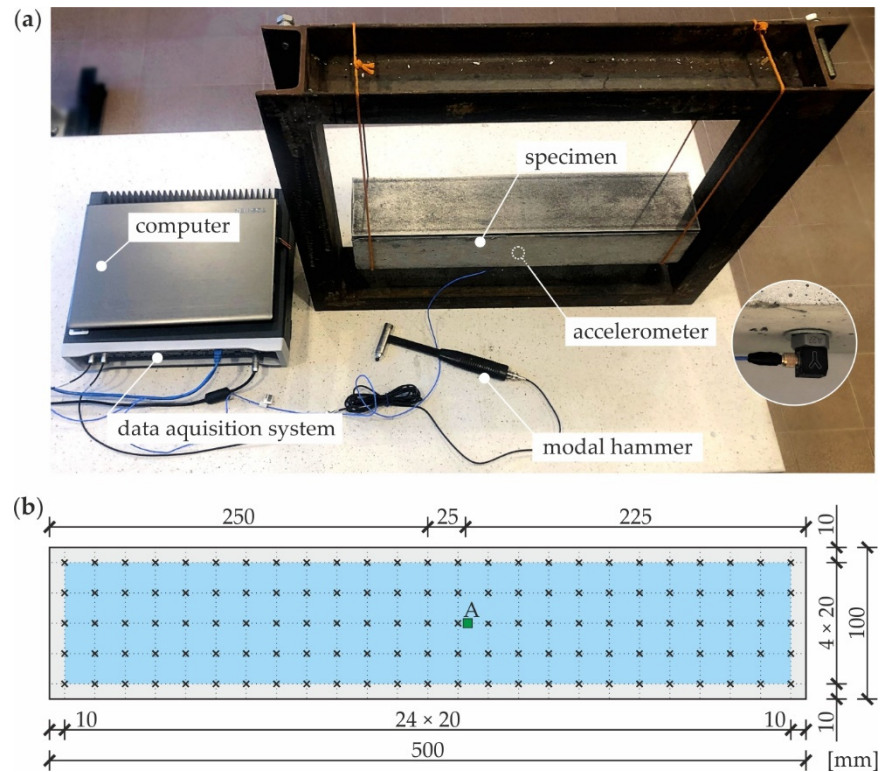 (a)
specimen
computer
accelerometer
data aquisition system
modal hammer
(b)
250
25
225
10
A
4 × 20
100
10
24 × 20
10
10
500
[mm]